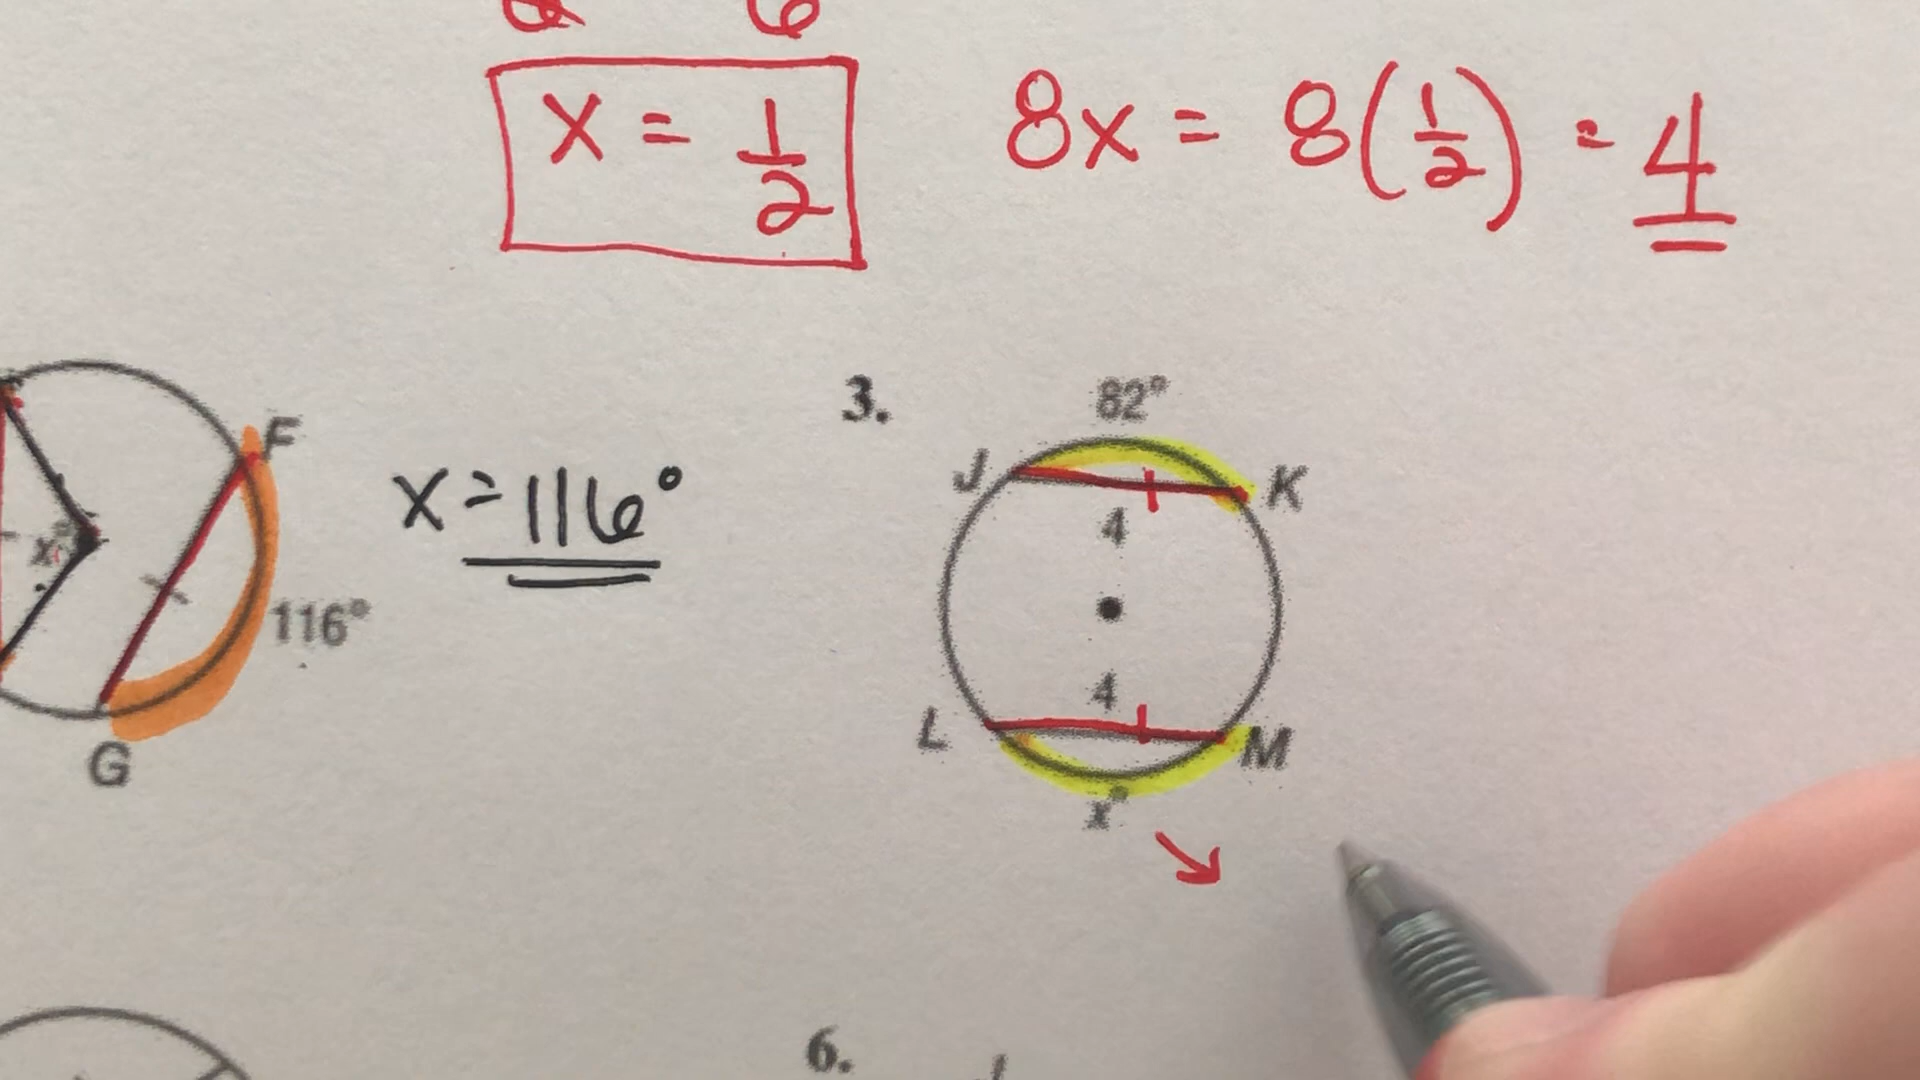 x = 1/2
8x = 8(1/2) = 4
F
x°
x = 116°
116°
G
3.
82°
J
K
4
4
L
M
x°
6.